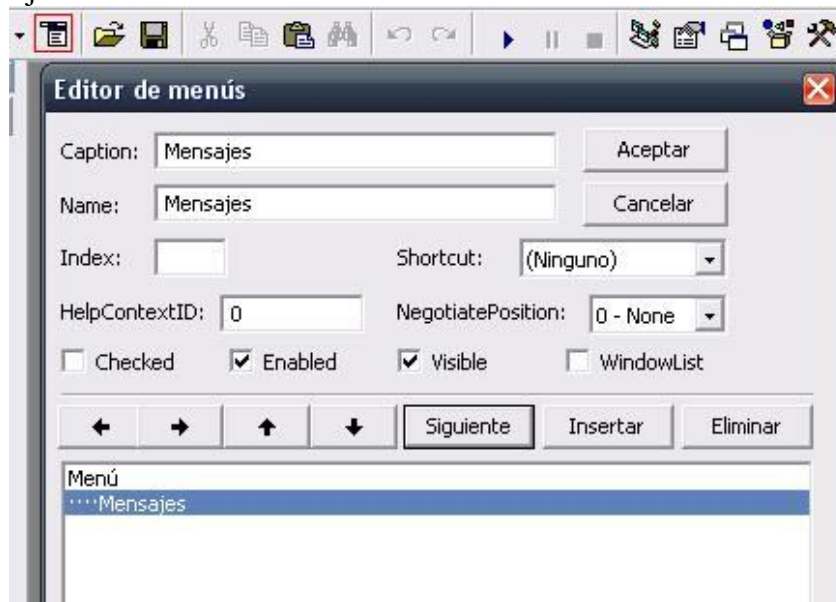 Editor de menús
Caption: Mensajes Aceptar
Name: Mensajes Cancelar
Index: Shortcut: (Ninguno)
HelpContextID: 0 NegotiatePosition: 0 - None
Checked Enabled Visible WindowList
Siguiente Insertar Eliminar
Menú
····Mensajes